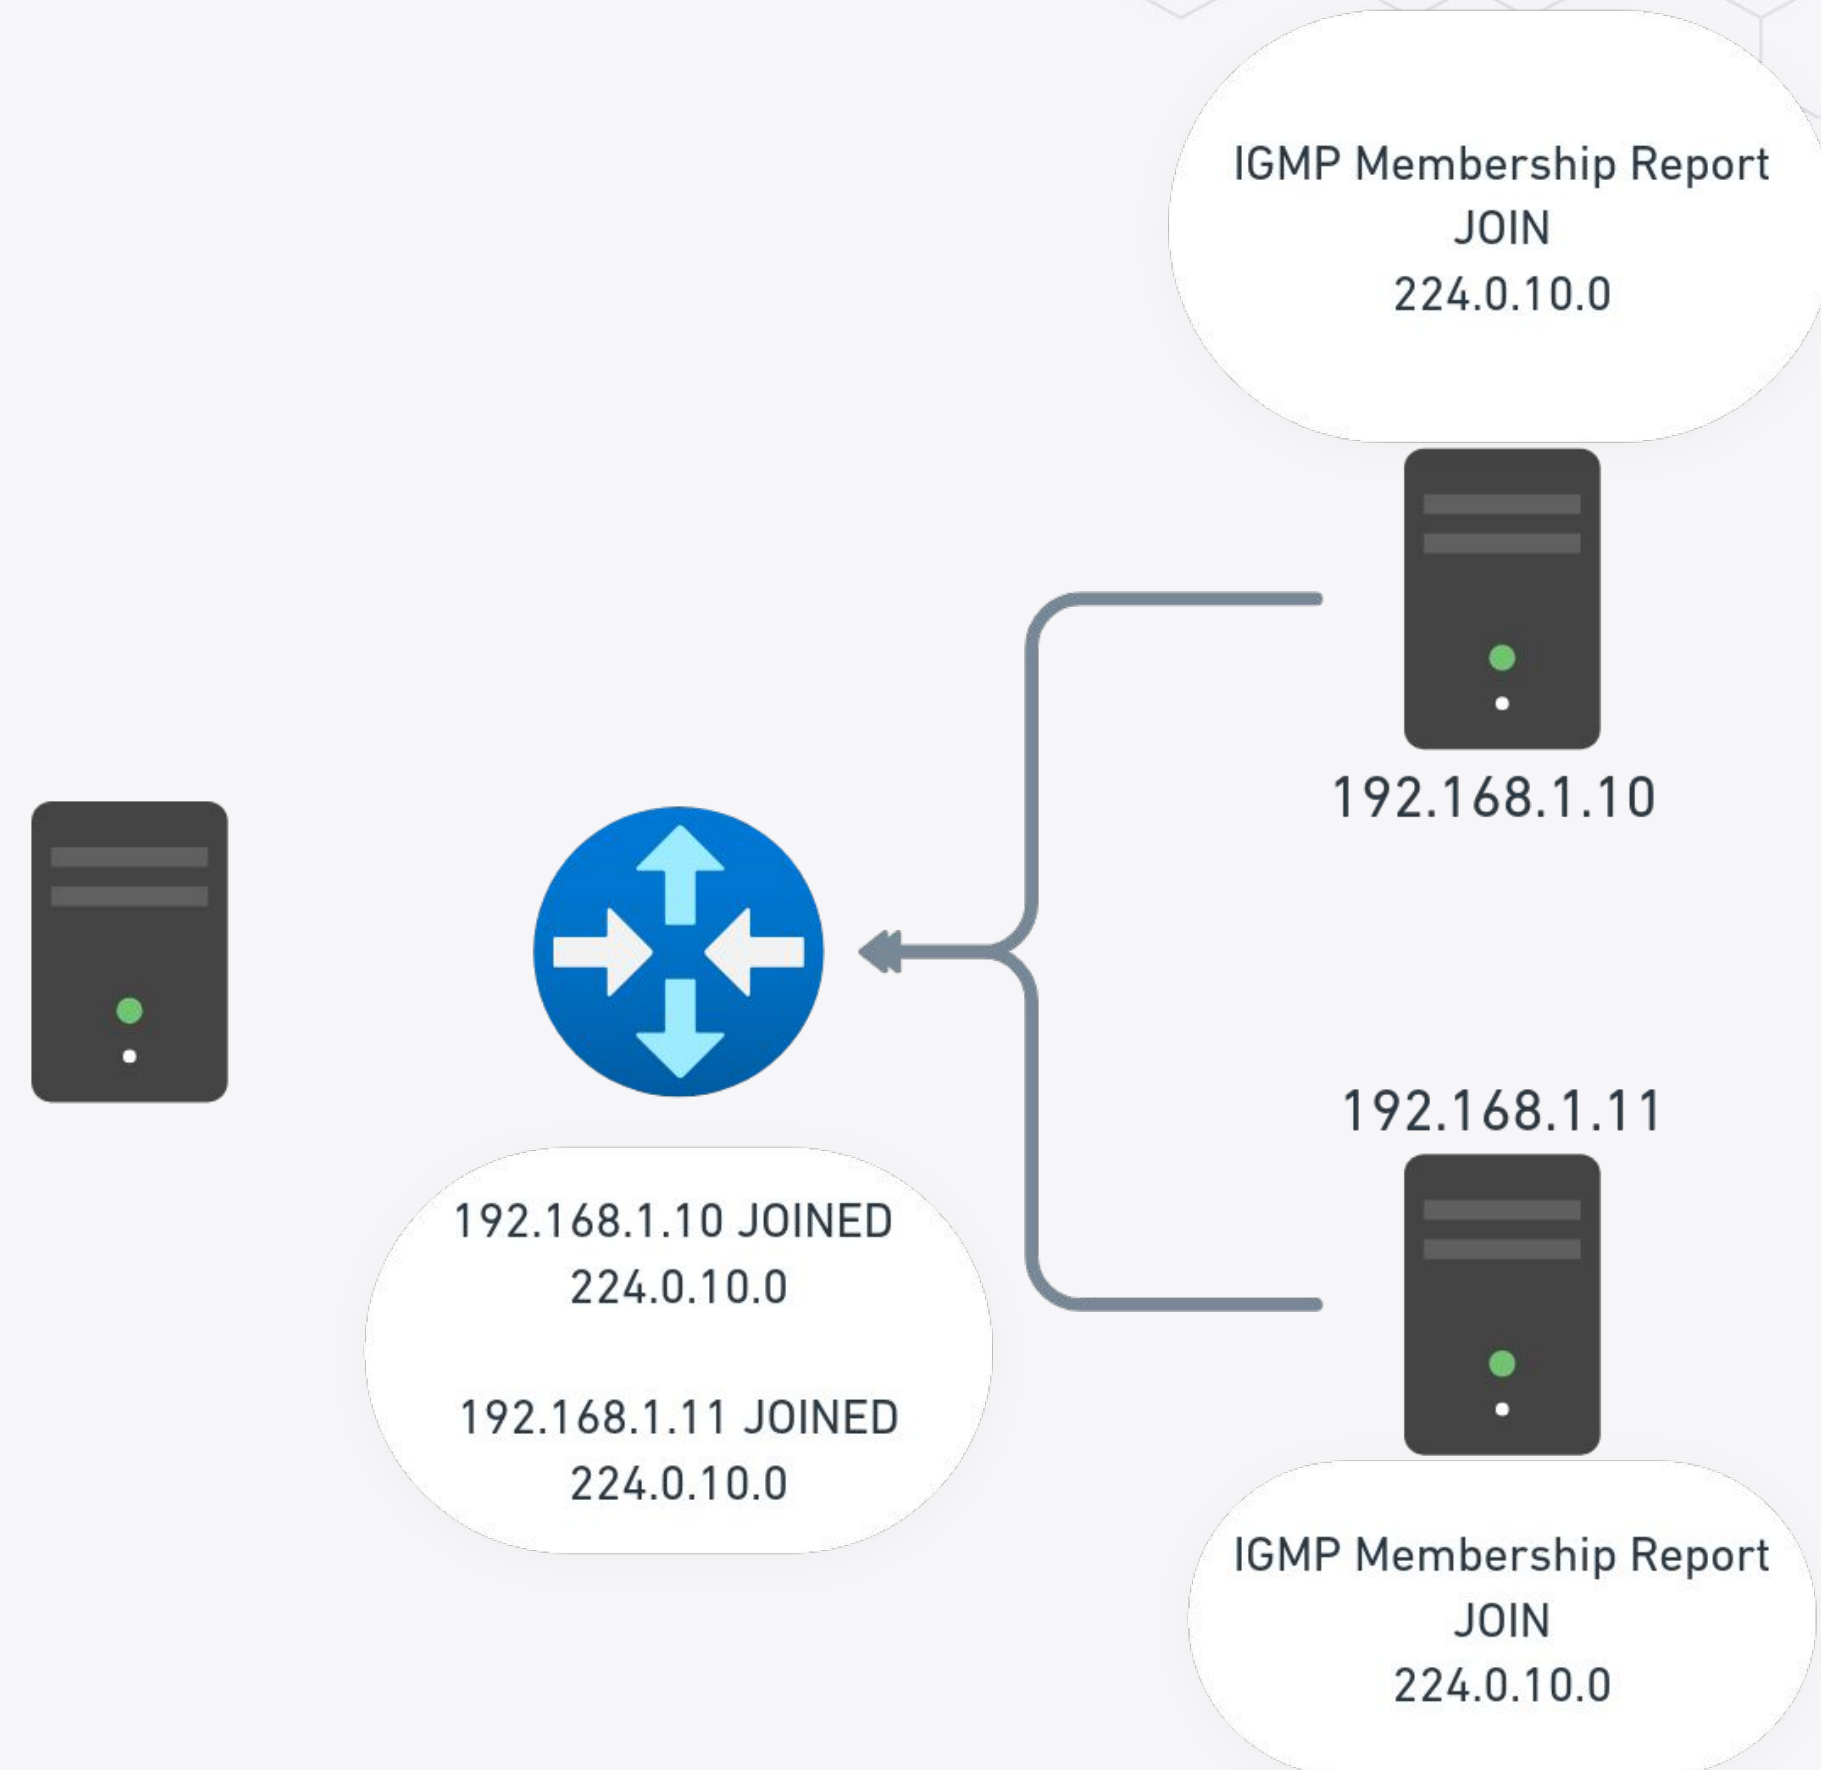 IGMP Membership Report
JOIN
224.0.10.0
192.168.1.10
192.168.1.11
192.168.1.10 JOINED
224.0.10.0
192.168.1.11 JOINED
224.0.10.0
IGMP Membership Report
JOIN
224.0.10.0